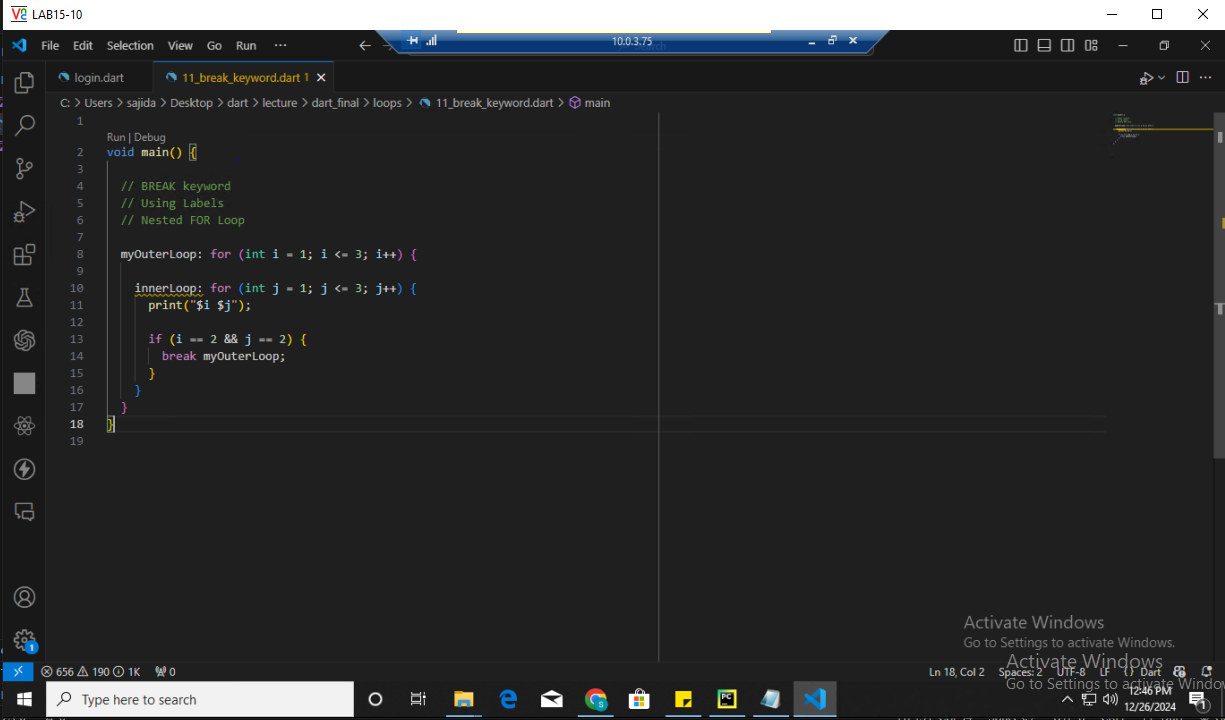 LAB15-10
File Edit Selection View Go Run ··· 10.0.3.75
login.dart 11_break_keyword.dart 1
C: > Users > sajida > Desktop > dart > lecture > dart_final > loops > 11_break_keyword.dart > main
1
Run | Debug
2 void main() {
3
4 // BREAK keyword
5 // Using Labels
6 // Nested FOR Loop
7
8 myOuterLoop: for (int i = 1; i <= 3; i++) {
9
10 innerLoop: for (int j = 1; j <= 3; j++) {
11 print("$i $j");
12
13 if (i == 2 && j == 2) {
14 break myOuterLoop;
15 }
16 }
17 }
18 }
19
Activate Windows
Go to Settings to activate Windows.
Activate Windows
Go to Settings to activate Windows
656 190 1K 0 Ln 18, Col 2 Spaces: 2 UTF-8 LF {} Dart
Type here to search PC 12:46 PM
12/26/2024 1